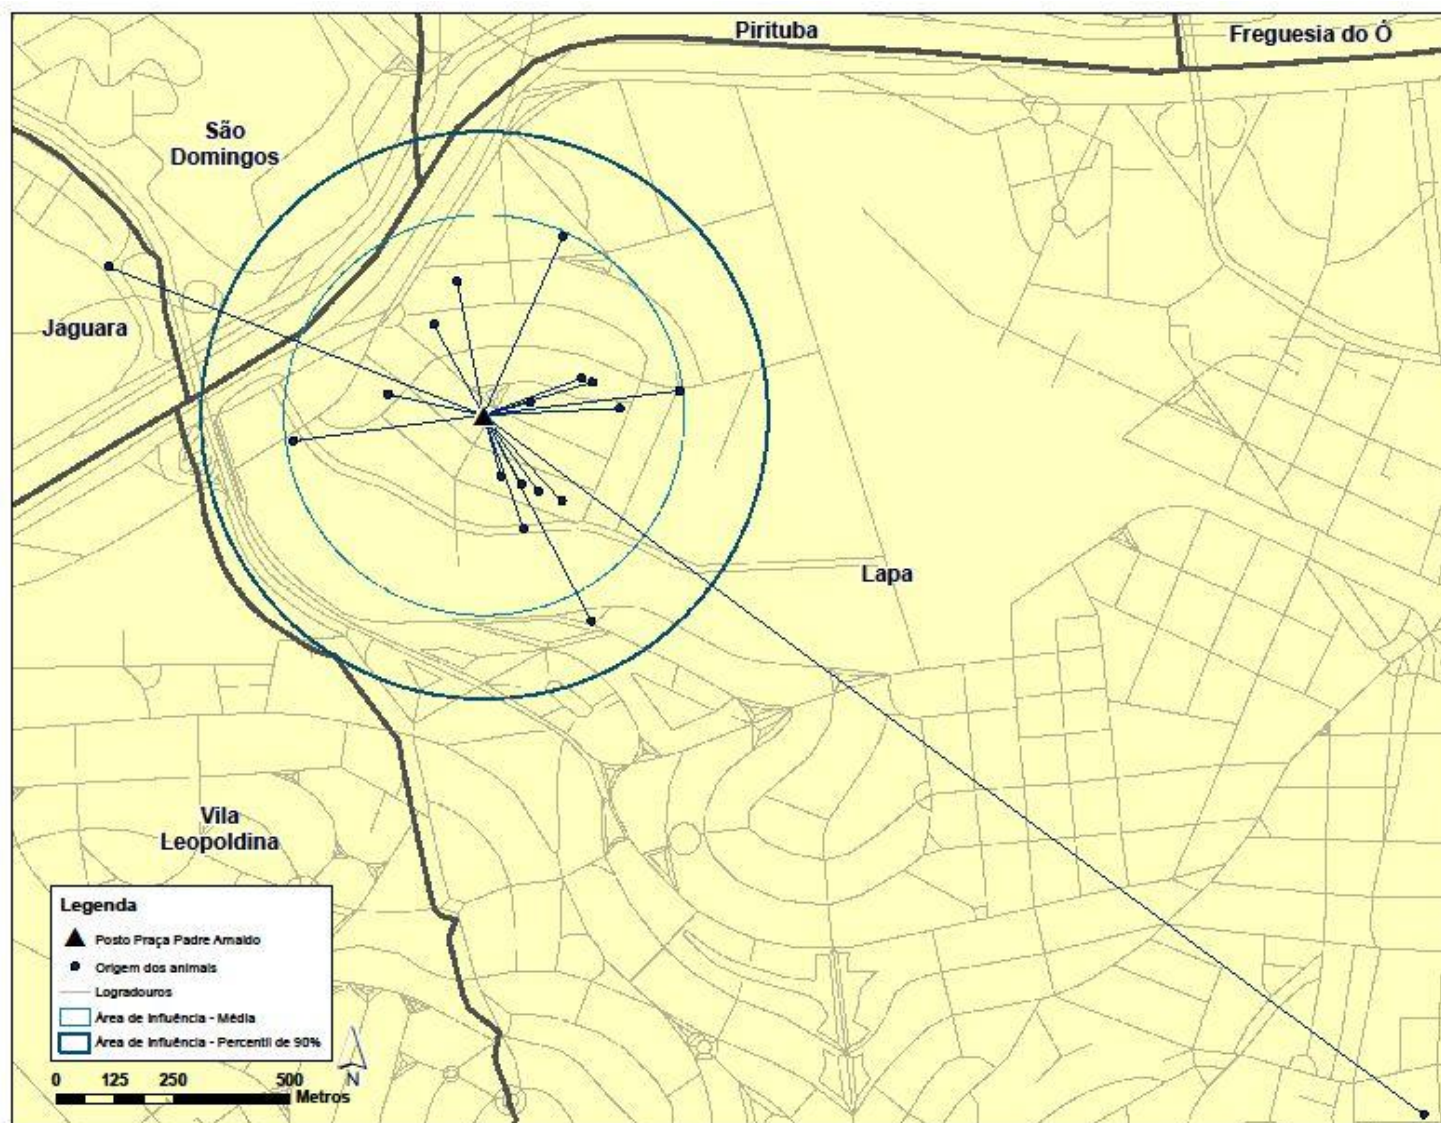 Pirituba
Freguesia do Ó
São
Domingos
Jaguara
Lapa
Vila
Leopoldina
Legenda
Posto Praça Padre Arnaldo
Origem dos animais
Logradouros
Área de Influência - Média
Área de Influência - Percentil de 90%
N
0 125 250 500
Metros